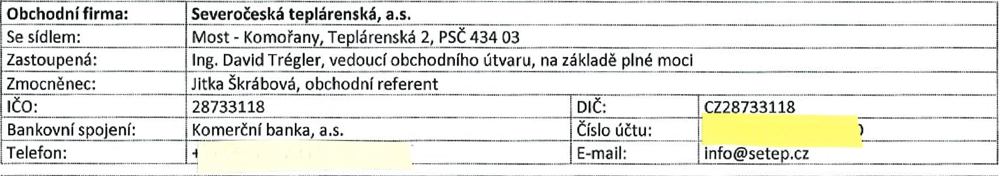 Obchodní firma: Severočeská teplárenská, a.s.
Se sídlem: Most - Komořany, Teplárenská 2, PSČ 434 03
Zastoupená: Ing. David Trégler, vedoucí obchodního útvaru, na základě plné moci
Zmocněnec: Jitka Škrábová, obchodní referent
IČO: 28733118 DIČ: CZ28733118
Bankovní spojení: Komerční banka, a.s. Číslo účtu:
Telefon: + E-mail: info@setep.cz